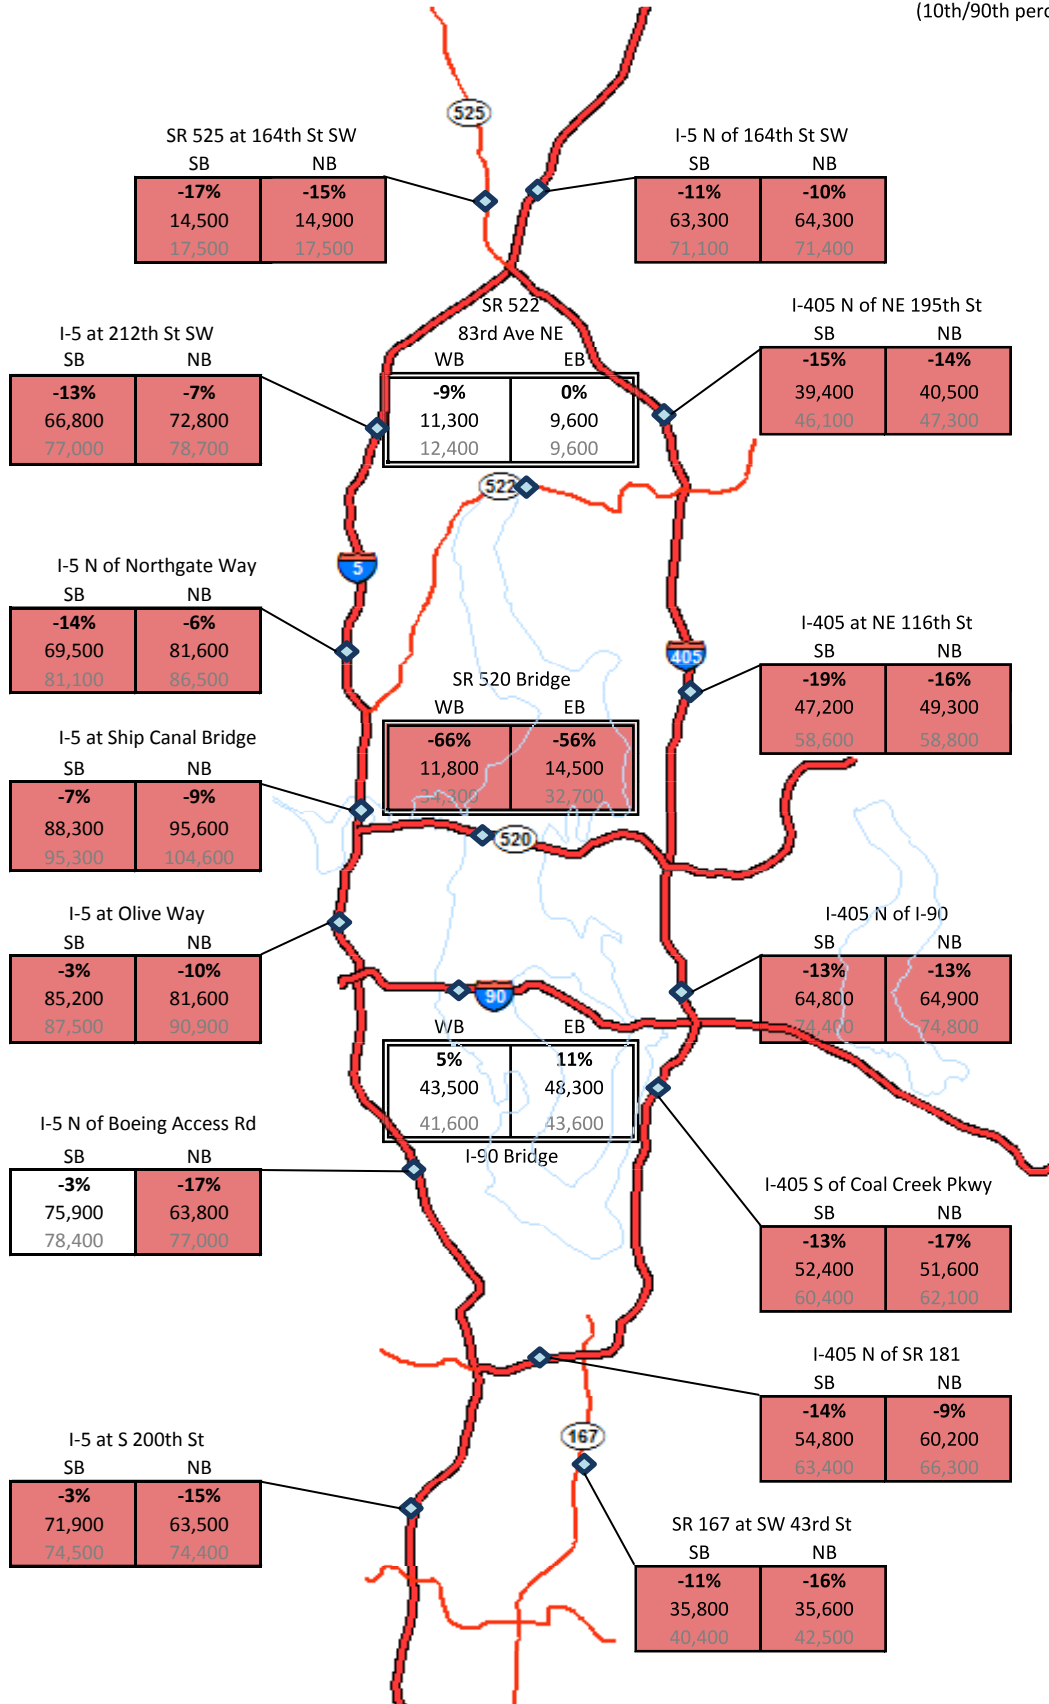 (10th/90th perc
525
SR 525 at 164th St SW
SB NB
-17% -15%
14,500 14,900
17,500 17,500
I-5 N of 164th St SW
SB NB
-11% -10%
63,300 64,300
71,100 71,400
I-5 at 212th St SW
SB NB
-13% -7%
66,800 72,800
77,000 78,700
SR 522
83rd Ave NE
WB EB
-9% 0%
11,300 9,600
12,400 9,600
522
I-405 N of NE 195th St
SB NB
-15% -14%
39,400 40,500
46,100 47,300
5
I-5 N of Northgate Way
SB NB
-14% -6%
69,500 81,600
81,100 86,500
405
I-405 at NE 116th St
SB NB
-19% -16%
47,200 49,300
58,600 58,800
SR 520 Bridge
WB EB
-66% -56%
11,800 14,500
34,300 32,700
520
I-5 at Ship Canal Bridge
SB NB
-7% -9%
88,300 95,600
95,300 104,600
I-5 at Olive Way
SB NB
-3% -10%
85,200 81,600
87,500 90,900
I-405 N of I-90
SB NB
-13% -13%
64,800 64,900
74,400 74,800
90
WB EB
5% 11%
43,500 48,300
41,600 43,600
I-90 Bridge
I-5 N of Boeing Access Rd
SB NB
-3% -17%
75,900 63,800
78,400 77,000
I-405 S of Coal Creek Pkwy
SB NB
-13% -17%
52,400 51,600
60,400 62,100
I-405 N of SR 181
SB NB
-14% -9%
54,800 60,200
63,400 66,300
167
I-5 at S 200th St
SB NB
-3% -15%
71,900 63,500
74,500 74,400
SR 167 at SW 43rd St
SB NB
-11% -16%
35,800 35,600
40,400 42,500